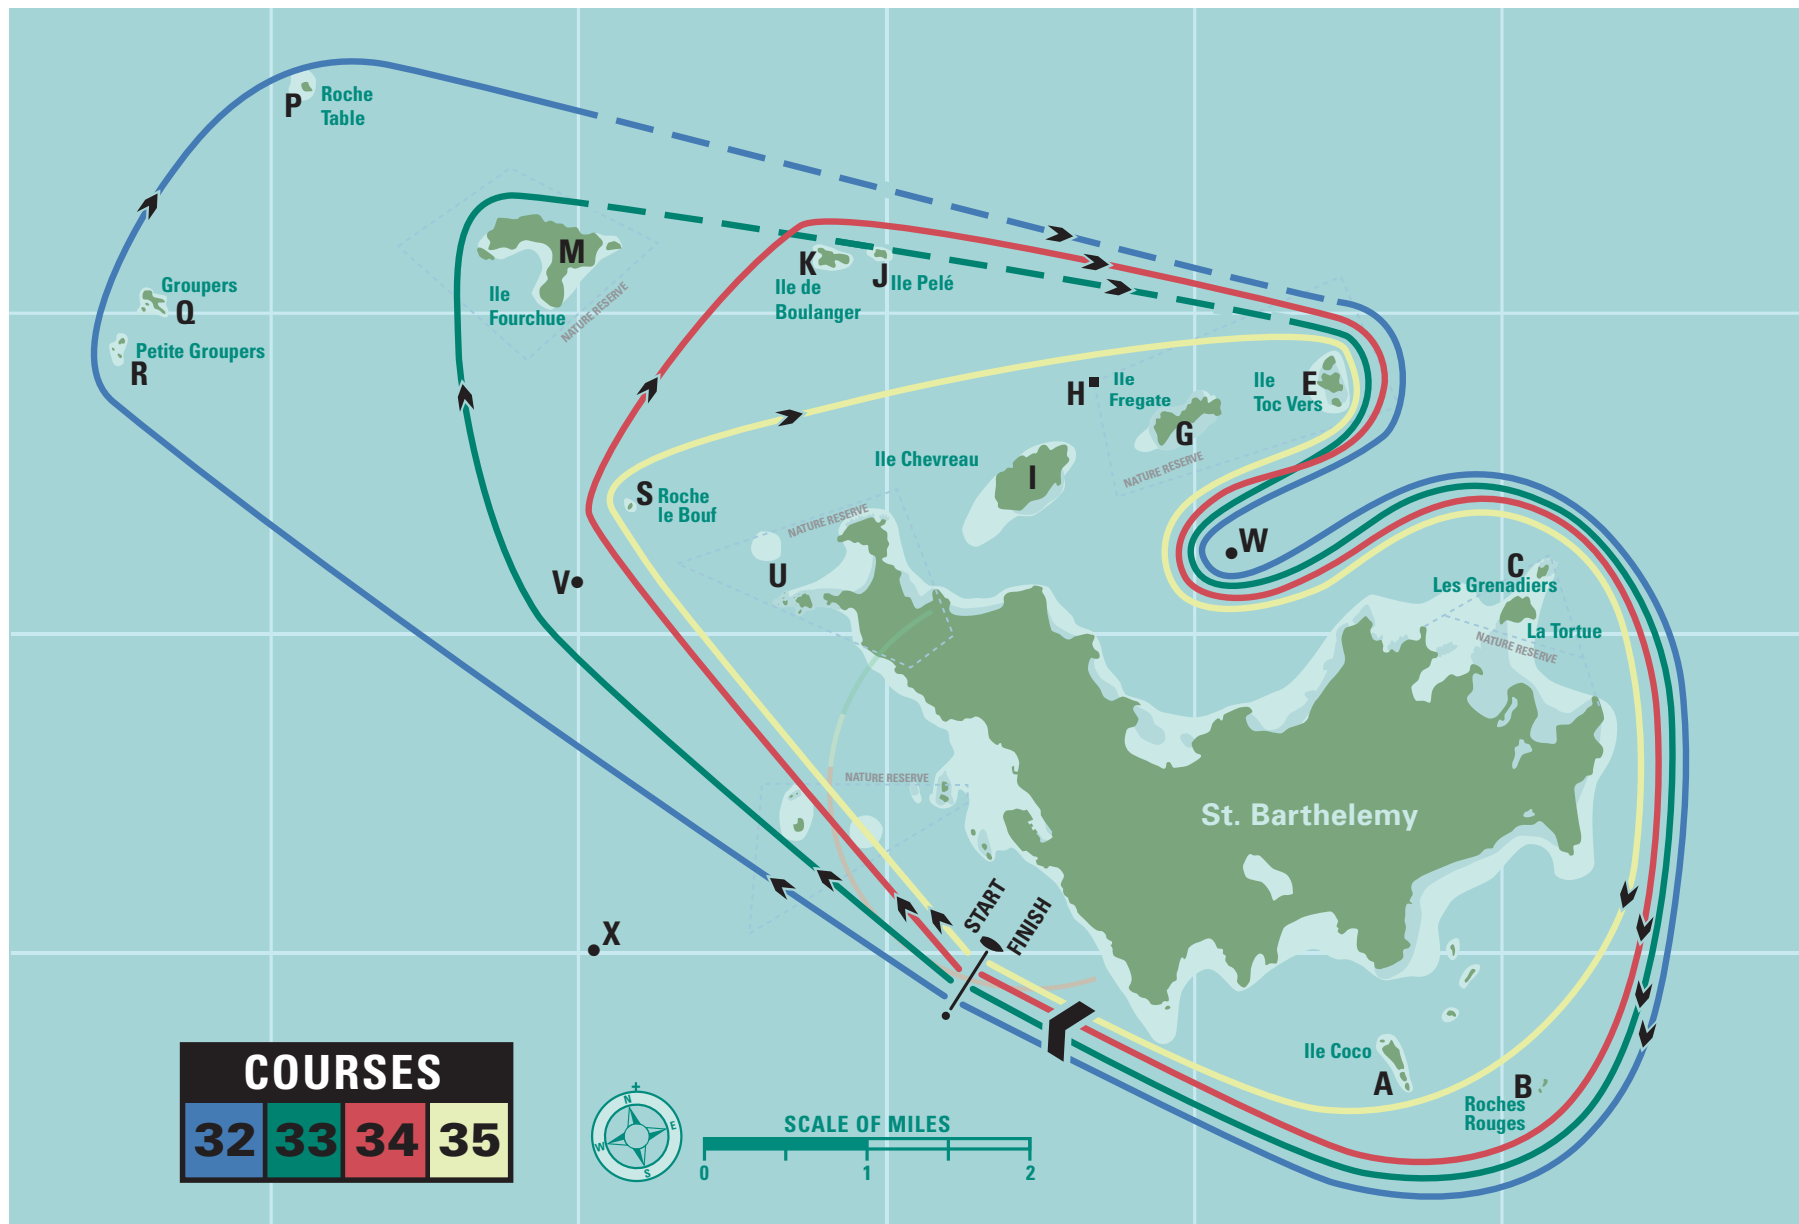 P
Roche
Table
Groupers
Q
Petite Groupers
R
M
Ile
Fourchue
NATURE RESERVE
K
Ile de
Boulanger
J
Ile Pelé
H
Ile
Fregate
G
Ile
Toc Vers
E
NATURE RESERVE
Ile Chevreau
I
S
Roche
le Bouf
NATURE RESERVE
U
V
W
C
Les Grenadiers
La Tortue
NATURE RESERVE
NATURE RESERVE
St. Barthelemy
START
FINISH
X
Ile Coco
A
B
Roches
Rouges
COURSES
32 33 34 35
N
E
S
W
SCALE OF MILES
0 1 2